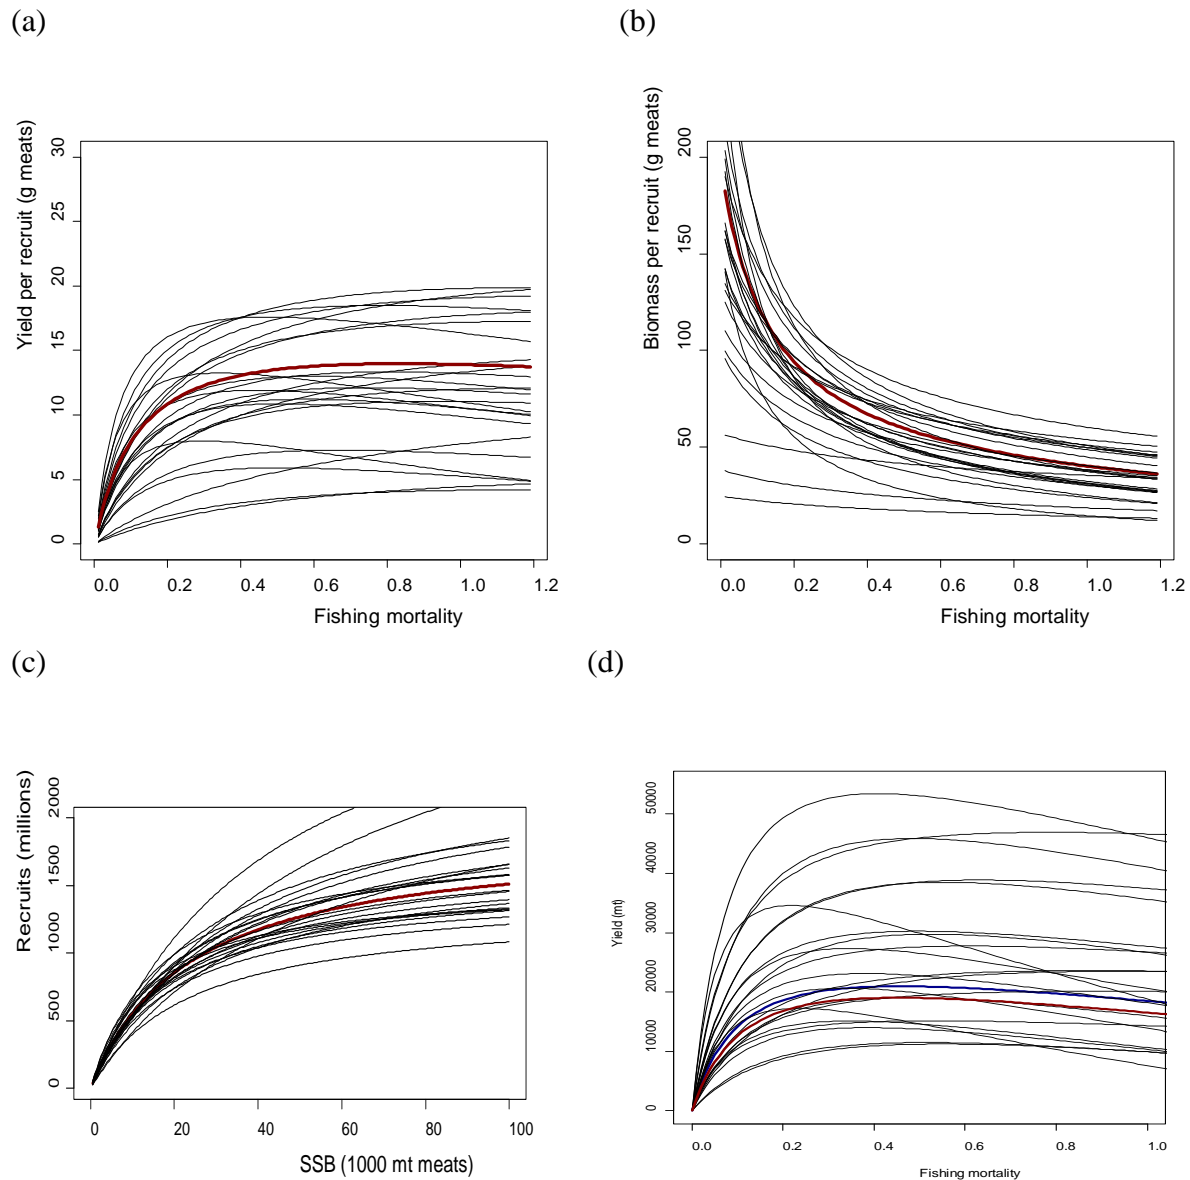 (a)
Yield per recruit (g meats)
0 5 10 15 20 25 30
0.0 0.2 0.4 0.6 0.8 1.0 1.2
Fishing mortality
(b)
Biomass per recruit (g meats)
0 50 100 150 200
0.0 0.2 0.4 0.6 0.8 1.0 1.2
Fishing mortality
(c)
Recruits (millions)
0 500 1000 1500 2000
0 20 40 60 80 100
SSB (1000 mt meats)
(d)
Yield (mt)
0 10000 20000 30000 40000 50000
0.0 0.2 0.4 0.6 0.8 1.0
Fishing mortality